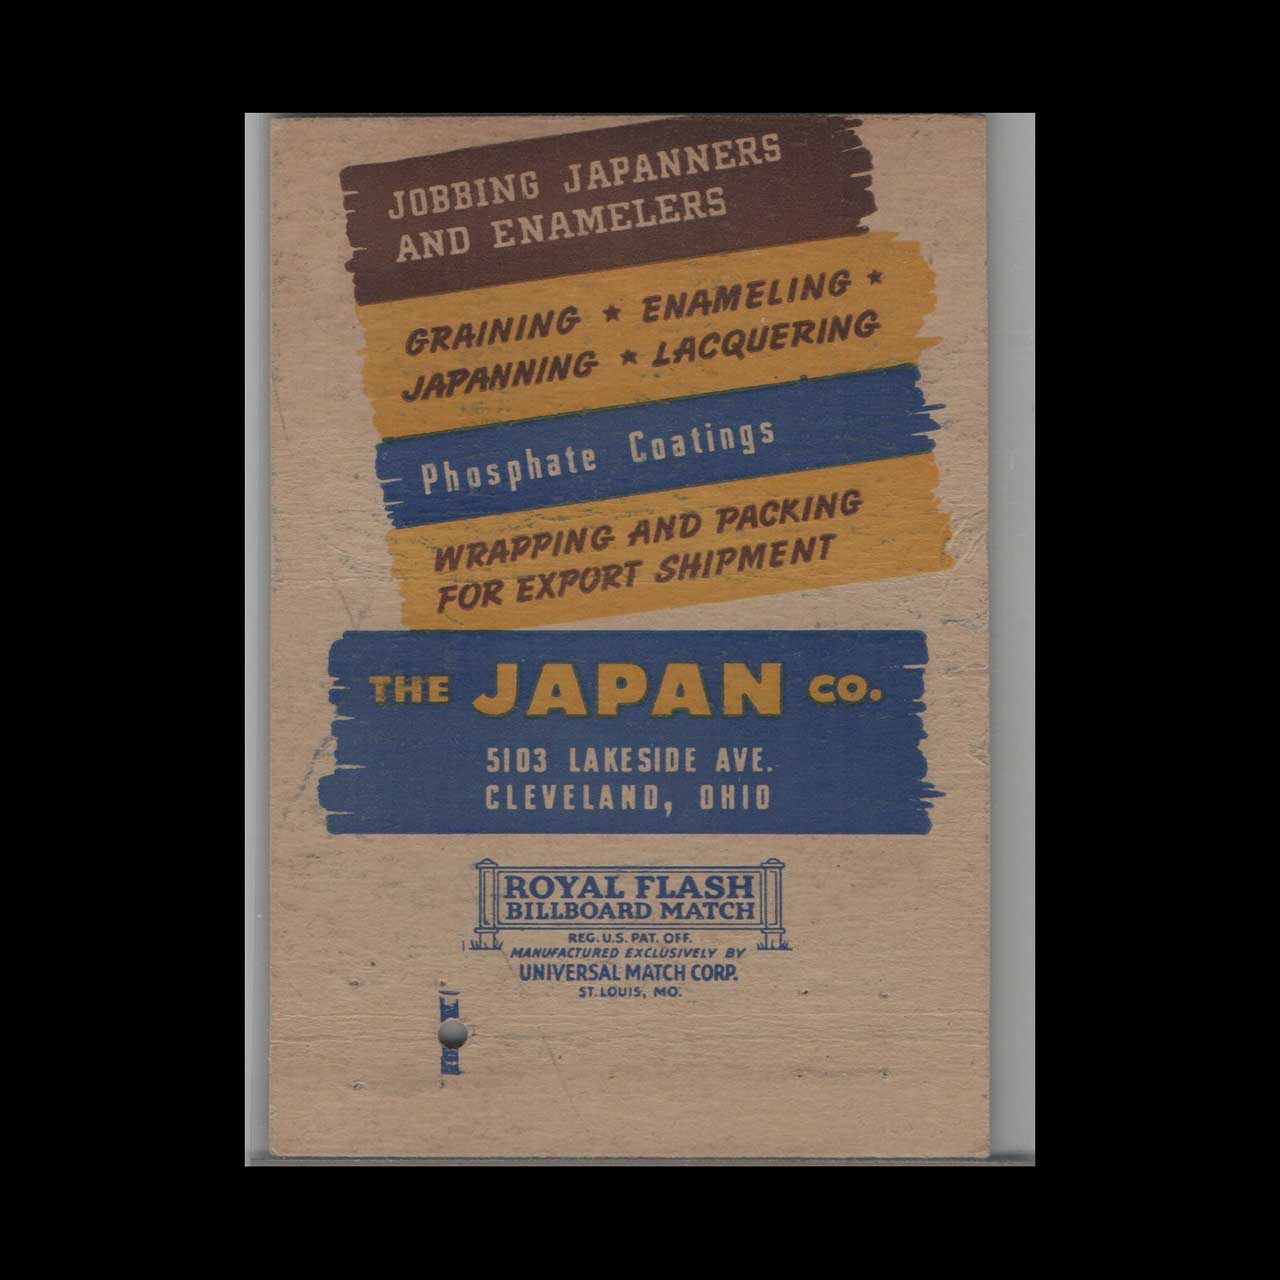 JOBBING JAPANNERS
AND ENAMELERS
GRAINING ★ ENAMELING ★
JAPANNING ★ LACQUERING
Phosphate Coatings
WRAPPING AND PACKING
FOR EXPORT SHIPMENT
THE JAPAN CO.
5103 LAKESIDE AVE.
CLEVELAND, OHIO
ROYAL FLASH
BILLBOARD MATCH
REG. U.S. PAT. OFF.
MANUFACTURED EXCLUSIVELY BY
UNIVERSAL MATCH CORP.
ST. LOUIS, MO.